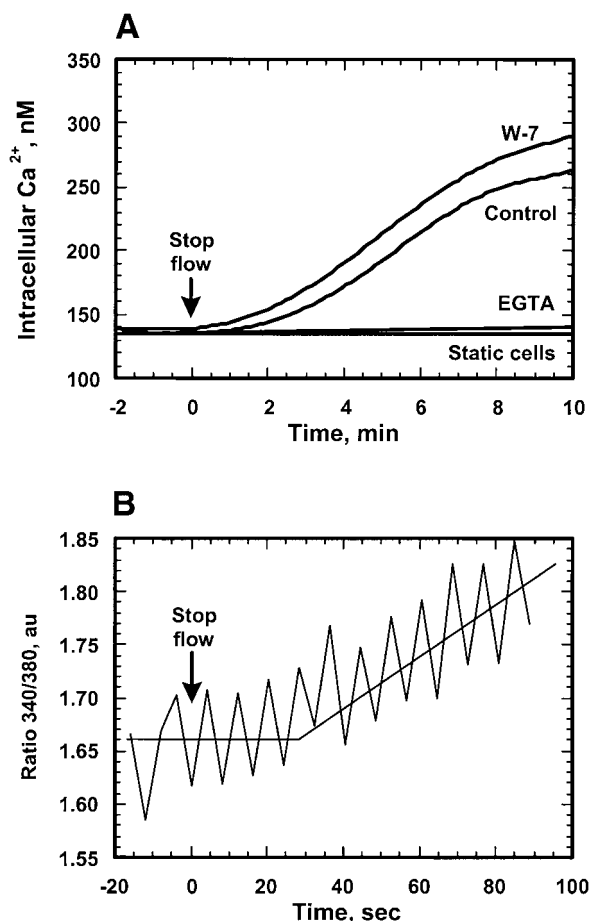 A
Intracellular Ca2+, nM
350
300
250
200
150
100
W-7
Control
Stop
flow
EGTA
Static cells
-2 0 2 4 6 8 10
Time, min
B
Ratio 340/380, au
1.85
1.80
1.75
1.70
1.65
1.60
1.55
Stop
flow
-20 0 20 40 60 80 100
Time, sec